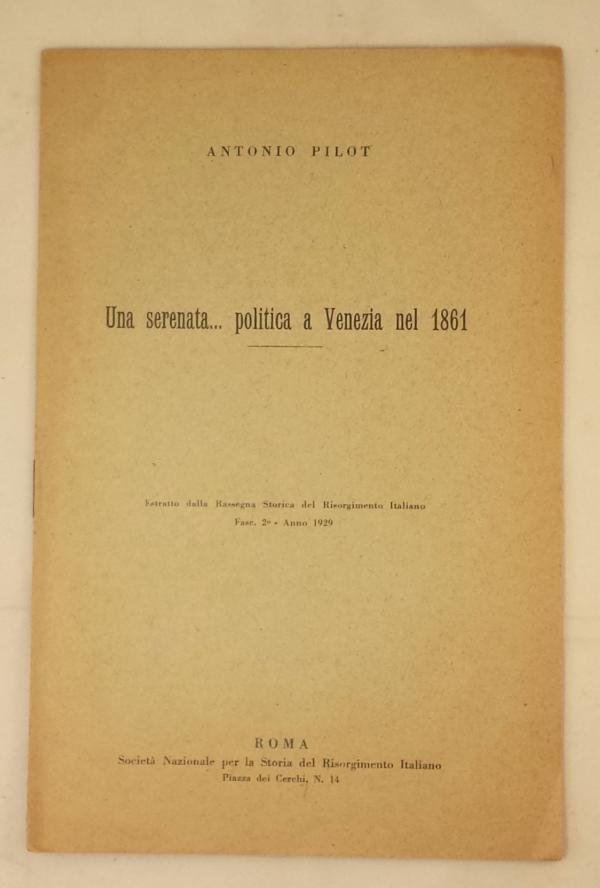 ANTONIO PILOT
Una serenata... politica a Venezia nel 1861
Estratto dalla Rassegna Storica del Risorgimento Italiano
Fasc. 2º - Anno 1929
ROMA
Società Nazionale per la Storia del Risorgimento Italiano
Piazza dei Cerchi, N. 14